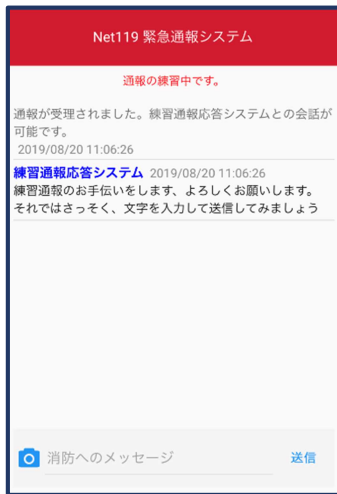 Net119 緊急通報システム
通報の練習中です。
通報が受理されました。練習通報応答システムとの会話が
可能です。
2019/08/20 11:06:26
練習通報応答システム 2019/08/20 11:06:26
練習通報のお手伝いをします、よろしくお願いします。
それではさっそく、文字を入力して送信してみましょう
消防へのメッセージ 送信